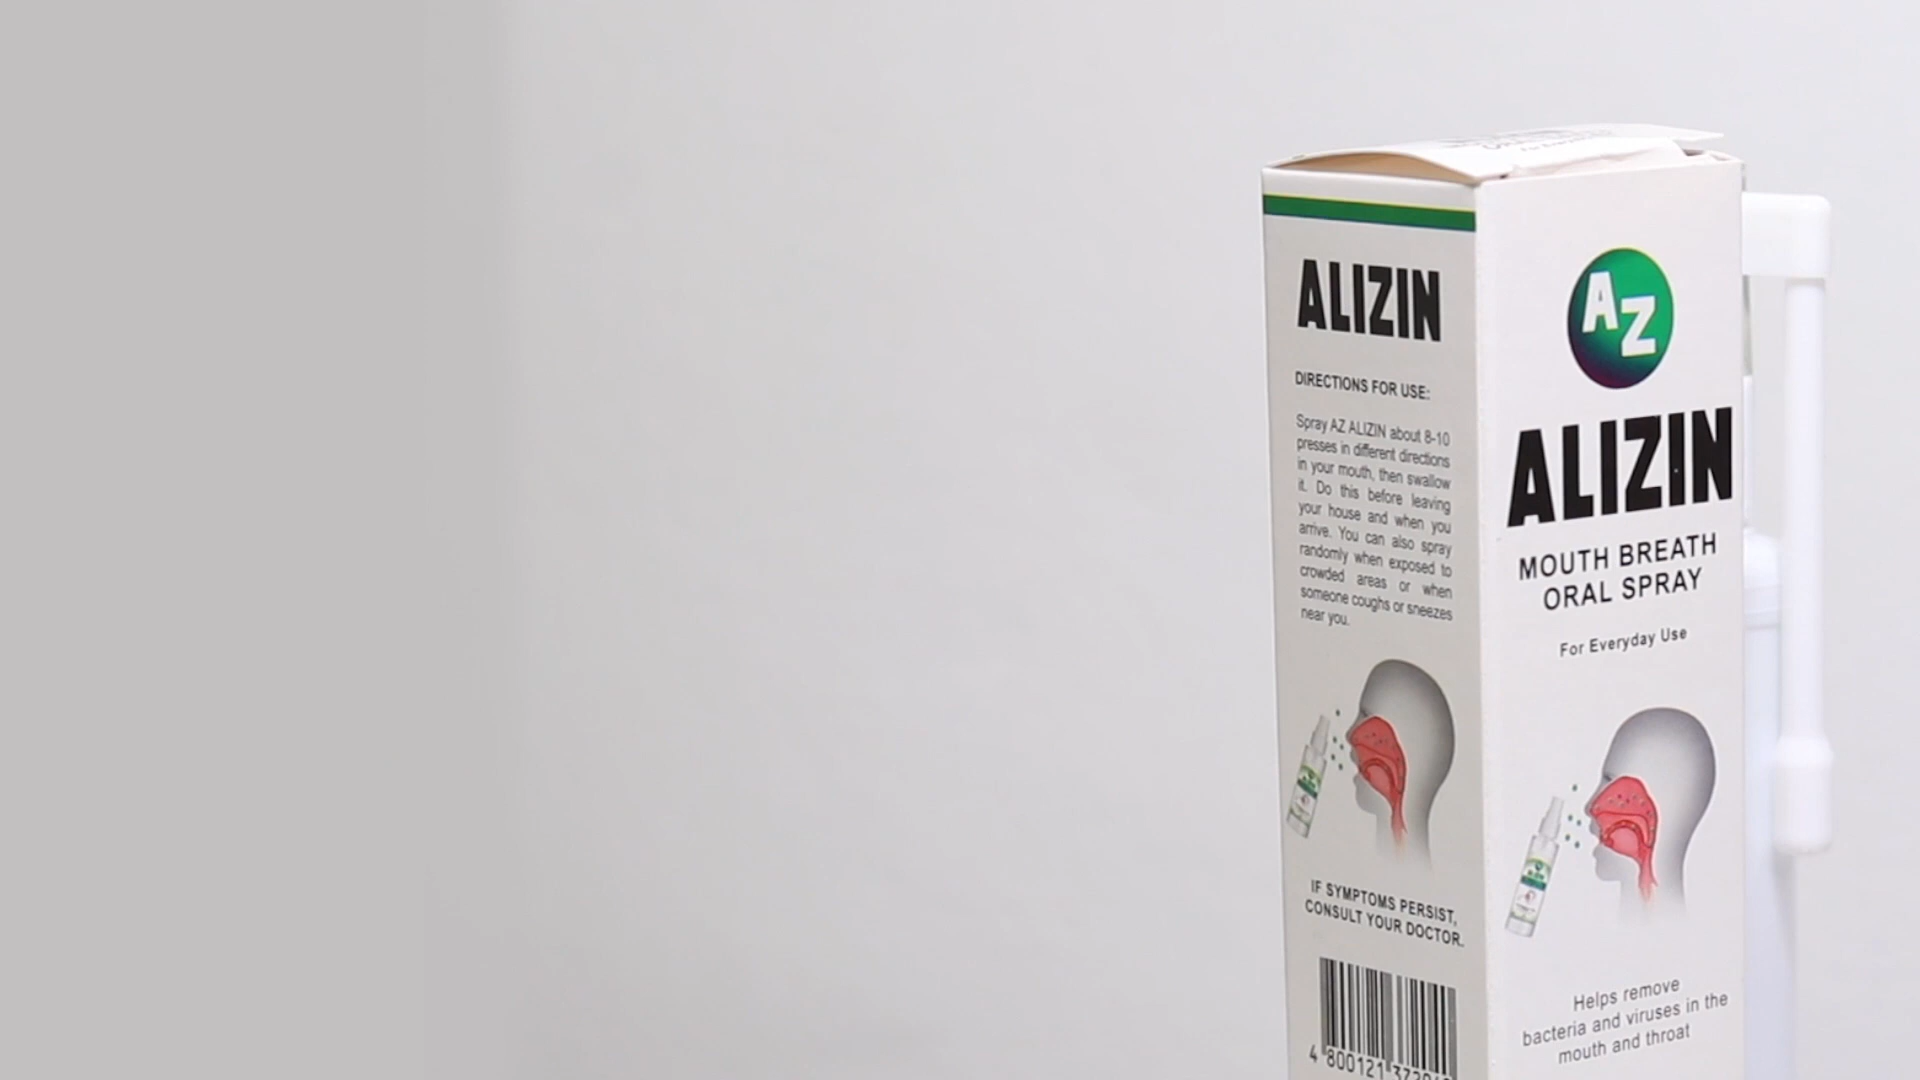 ALIZIN
DIRECTIONS FOR USE:
Spray AZ ALIZIN about 8-10
presses in different directions
in your mouth, then swallow
it. Do this before leaving
your house and when you
arrive. You can also spray
randomly when exposed to
crowded areas or when
someone coughs or sneezes
near you.
IF SYMPTOMS PERSIST,
CONSULT YOUR DOCTOR.
4 800121
AZ
ALIZIN
MOUTH BREATH
ORAL SPRAY
For Everyday Use
Helps remove
bacteria and viruses in the
mouth and throat